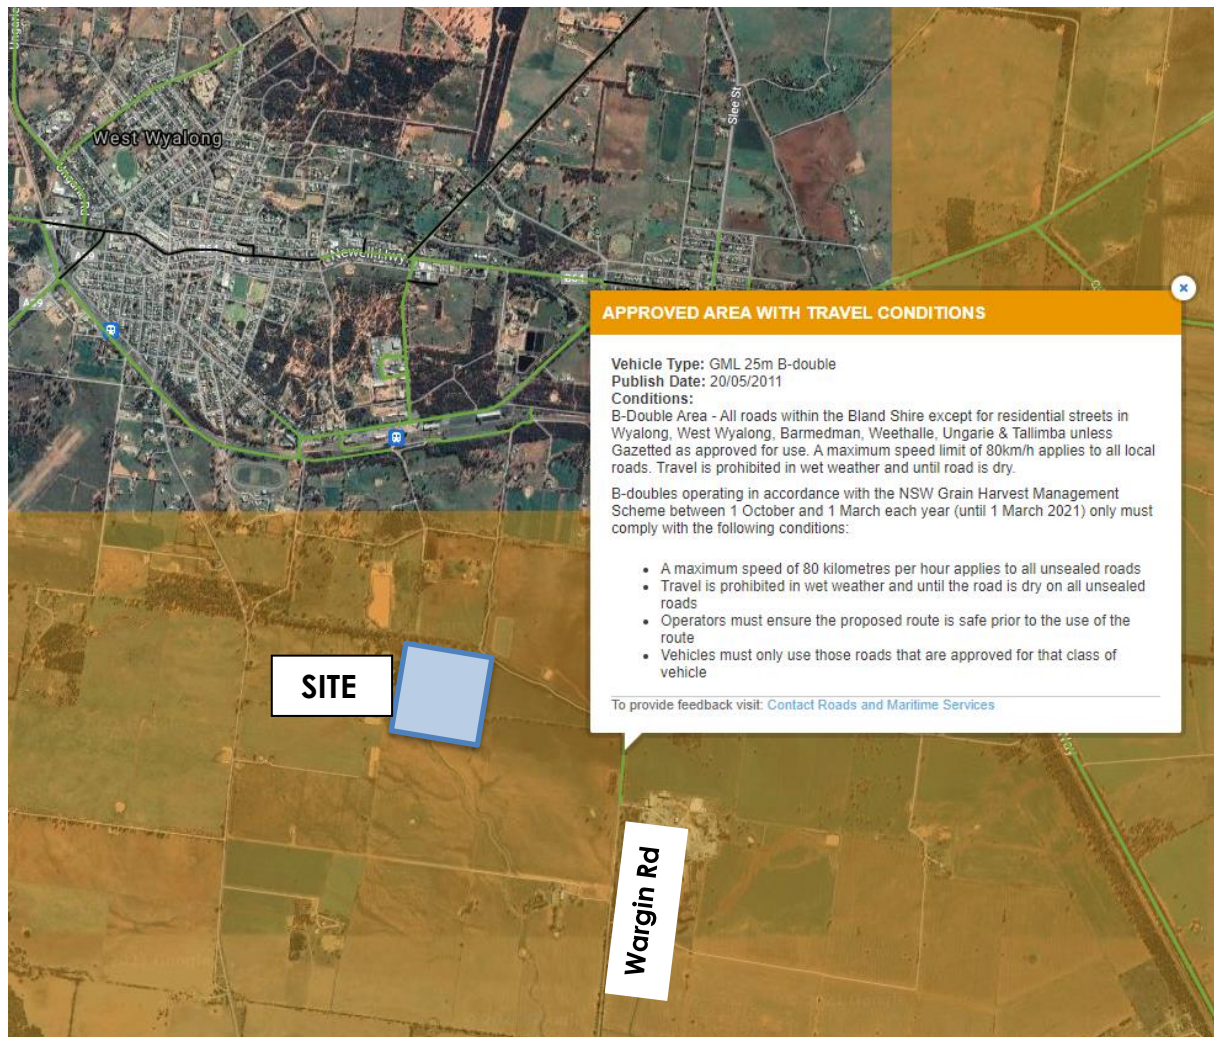 West Wyalong
Ungarie Rd
Slee St
A39
Newell Hwy
B64
A39
APPROVED AREA WITH TRAVEL CONDITIONS
Vehicle Type: GML 25m B-double
Publish Date: 20/05/2011
Conditions:
B-Double Area - All roads within the Bland Shire except for residential streets in
Wyalong, West Wyalong, Barmedman, Weethalle, Ungarie & Tallimba unless
Gazetted as approved for use. A maximum speed limit of 80km/h applies to all local
roads. Travel is prohibited in wet weather and until road is dry.
B-doubles operating in accordance with the NSW Grain Harvest Management
Scheme between 1 October and 1 March each year (until 1 March 2021) only must
comply with the following conditions:
• A maximum speed of 80 kilometres per hour applies to all unsealed roads
• Travel is prohibited in wet weather and until the road is dry on all unsealed
roads
• Operators must ensure the proposed route is safe prior to the use of the
route
• Vehicles must only use those roads that are approved for that class of
vehicle
To provide feedback visit: Contact Roads and Maritime Services
SITE
Way
Wargin Rd